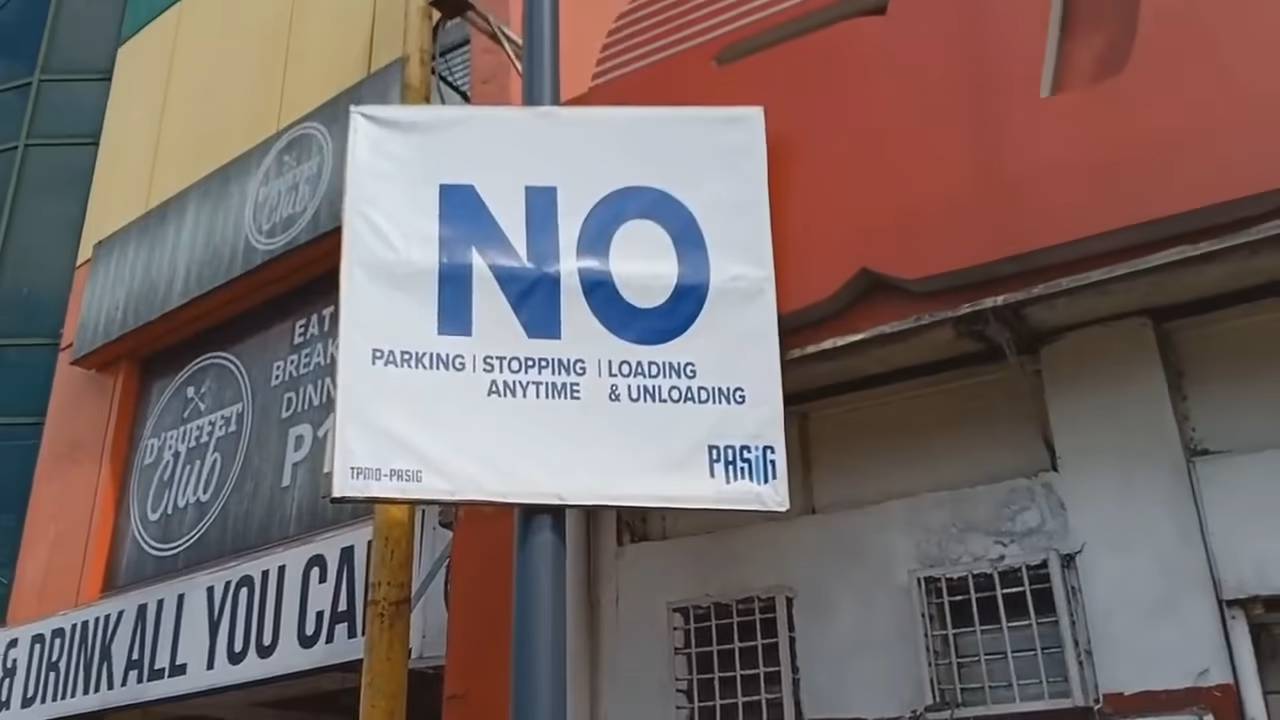 NO
PARKING | STOPPING | LOADING
ANYTIME & UNLOADING
TPMO-PASIG
PASiG
Club
EAT
BREAK
DINN
P1
D'BUFFET
Club
& DRINK ALL YOU CA